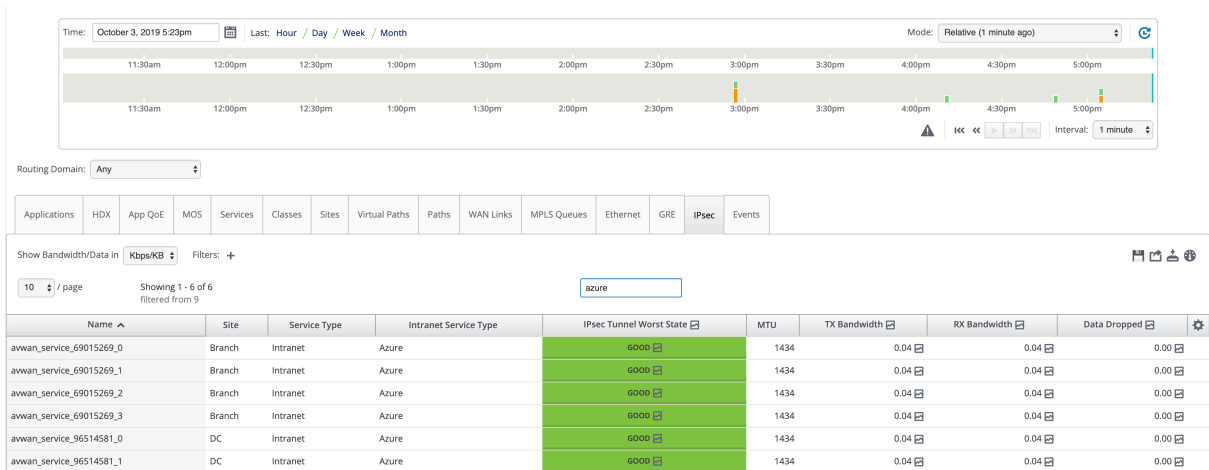 Time: October 3, 2019 5:23pm Last: Hour / Day / Week / Month Mode: Relative (1 minute ago)
11:30am 12:00pm 12:30pm 1:00pm 1:30pm 2:00pm 2:30pm 3:00pm 3:30pm 4:00pm 4:30pm 5:00pm
11:30am 12:00pm 12:30pm 1:00pm 1:30pm 2:00pm 2:30pm 3:00pm 3:30pm 4:00pm 4:30pm 5:00pm
Interval: 1 minute
Routing Domain: Any
Applications HDX App QoE MOS Services Classes Sites Virtual Paths Paths WAN Links MPLS Queues Ethernet GRE IPsec Events
Show Bandwidth/Data in Kbps/KB Filters: +
10 / page Showing 1 - 6 of 6 azure
filtered from 9
Name Site Service Type Intranet Service Type IPsec Tunnel Worst State MTU TX Bandwidth RX Bandwidth Data Dropped
avwan_service_69015269_0 Branch Intranet Azure GOOD 1434 0.04 0.04 0.00
avwan_service_69015269_1 Branch Intranet Azure GOOD 1434 0.04 0.04 0.00
avwan_service_69015269_2 Branch Intranet Azure GOOD 1434 0.04 0.04 0.00
avwan_service_69015269_3 Branch Intranet Azure GOOD 1434 0.04 0.04 0.00
avwan_service_96514581_0 DC Intranet Azure GOOD 1434 0.04 0.04 0.00
avwan_service_96514581_1 DC Intranet Azure GOOD 1434 0.04 0.04 0.00